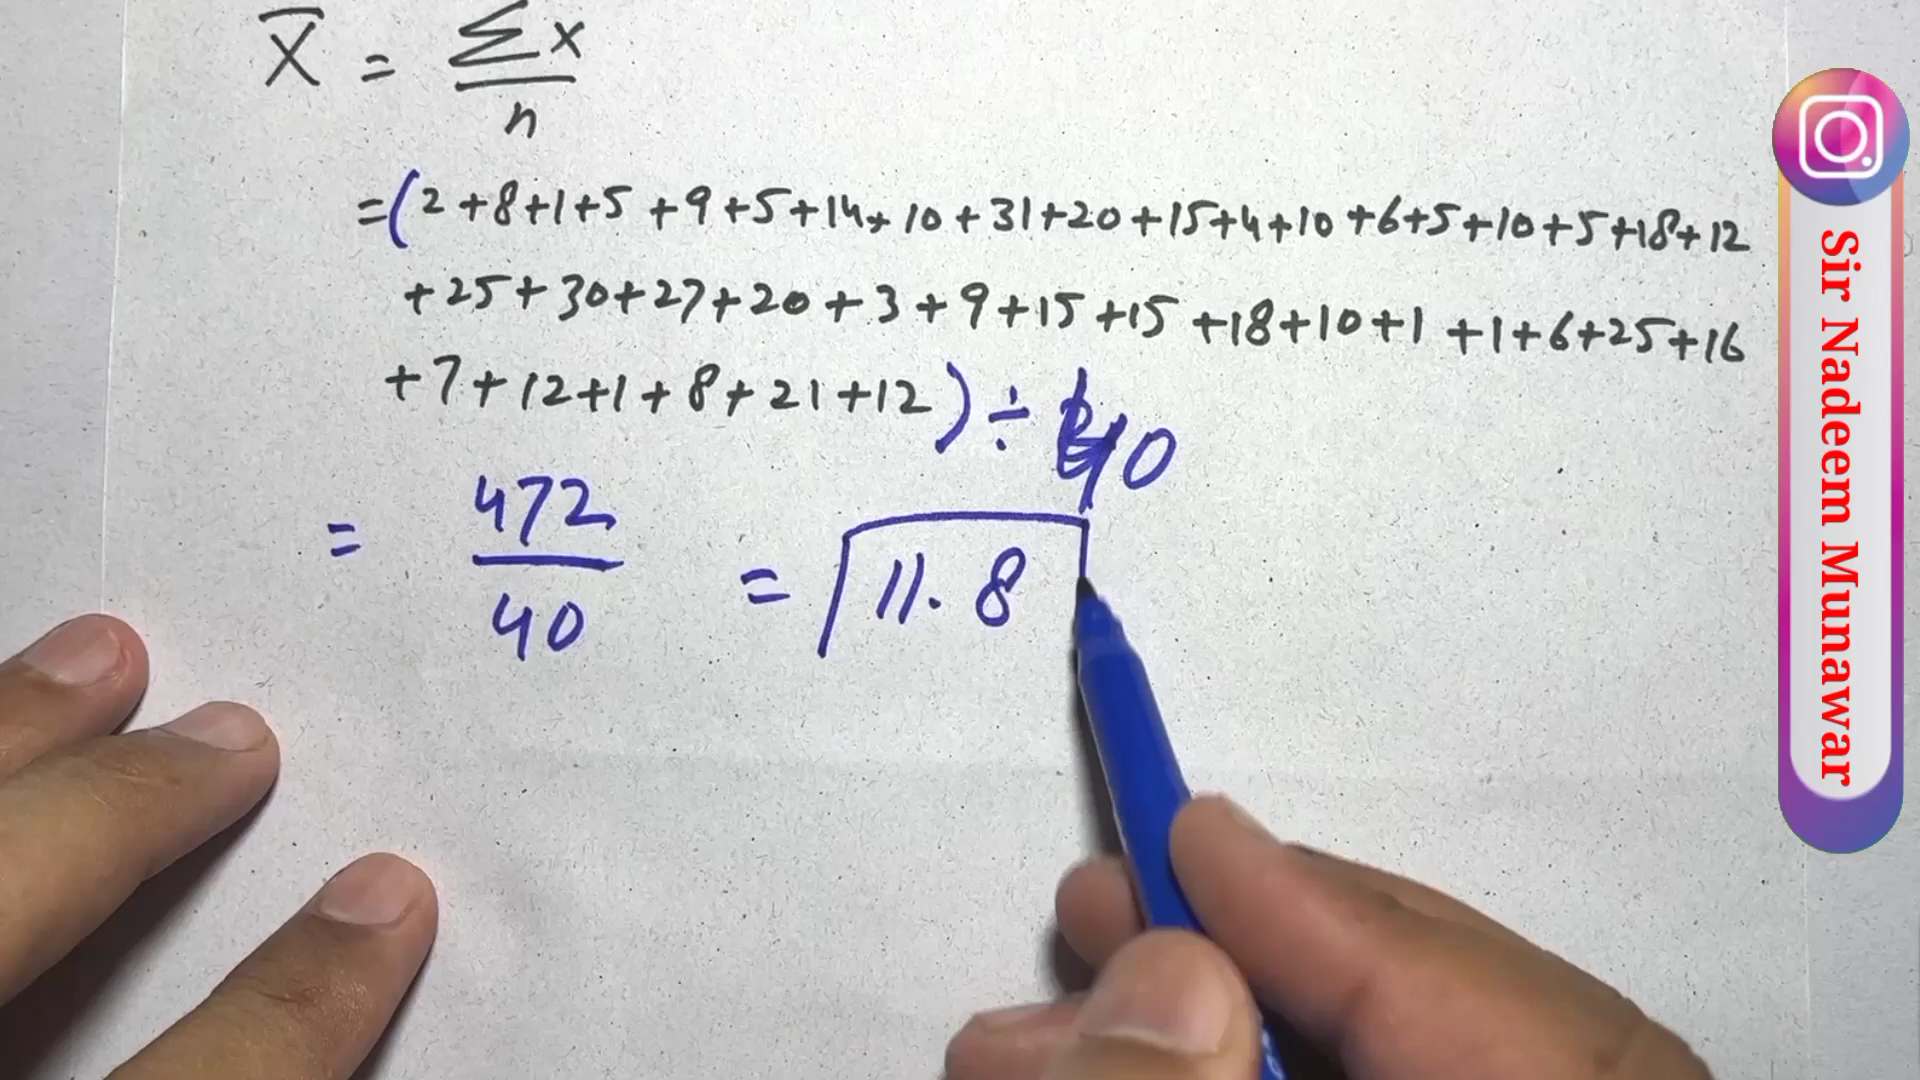 X̄ = Σx
n
=(2+8+1+5+9+5+14+10+31+20+15+4+10+6+5+10+5+18+12
+25+30+27+20+3+9+15+15+18+10+1+1+6+25+16
+7+12+1+8+21+12)÷40
= 472 = 11.8
40
Sir Nadeem Munawar